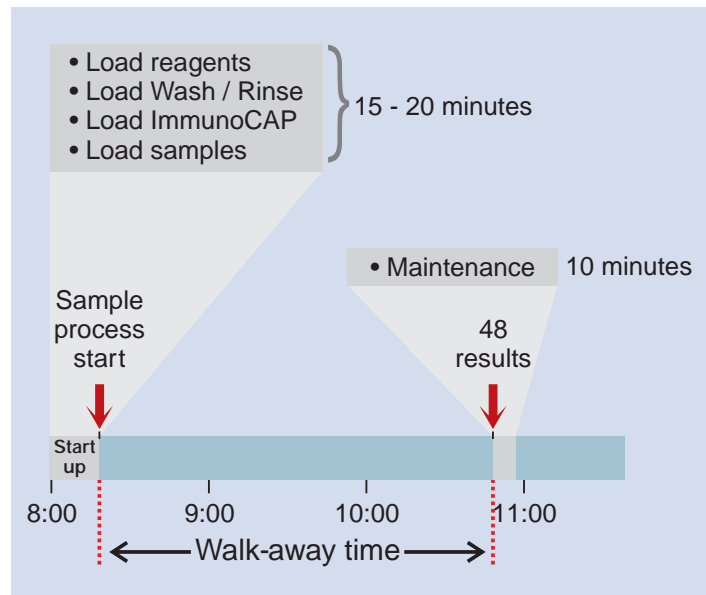 • Load reagents
• Load Wash / Rinse
• Load ImmunoCAP
• Load samples
15 - 20 minutes
• Maintenance
10 minutes
Sample
process
start
48
results
Start
up
8:00
9:00
10:00
11:00
Walk-away time